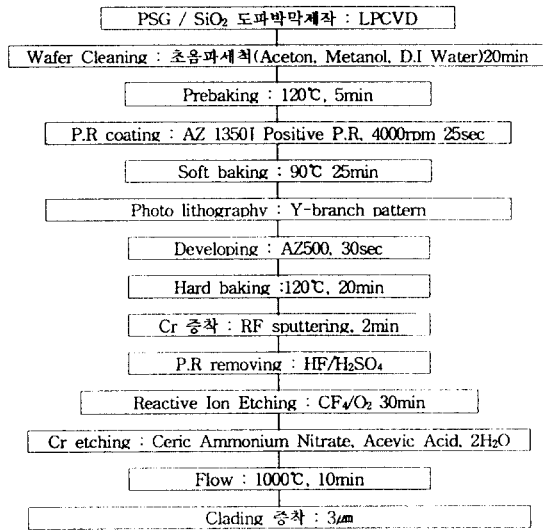 PSG / SiO₂ 도파박막제작 : LPCVD
Wafer Cleaning : 초음파세척(Aceton, Metanol, D.I Water)20min
Prebaking : 120℃, 5min
P.R coating : AZ 1350J Positive P.R, 4000rpm 25sec
Soft baking : 90℃ 25min
Photo lithography : Y-branch pattern
Developing : AZ500, 30sec
Hard baking :120℃, 20min
Cr 증착 : RF sputtering, 2min
P.R removing : HF/H₂SO₄
Reactive Ion Etching : CF₄/O₂ 30min
Cr etching : Ceric Ammonium Nitrate, Acevic Acid, 2H₂O
Flow : 1000℃, 10min
Clading 증착 : 3㎛